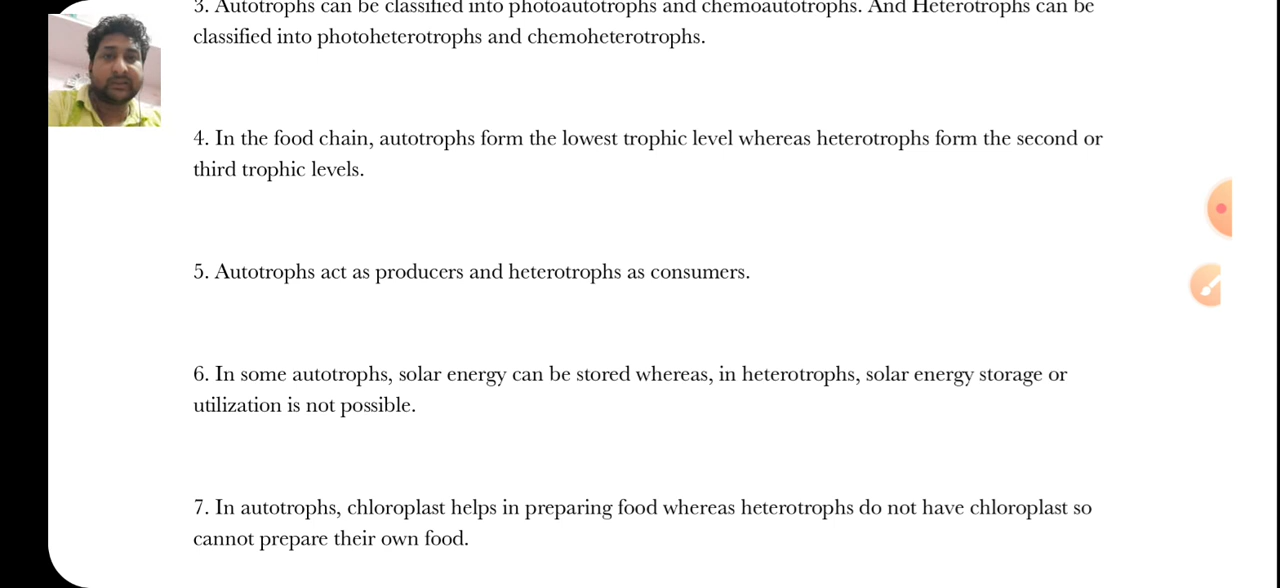 3. Autotrophs can be classified into photoautotrophs and chemoautotrophs. And Heterotrophs can be
classified into photoheterotrophs and chemoheterotrophs.
4. In the food chain, autotrophs form the lowest trophic level whereas heterotrophs form the second or
third trophic levels.
5. Autotrophs act as producers and heterotrophs as consumers.
6. In some autotrophs, solar energy can be stored whereas, in heterotrophs, solar energy storage or
utilization is not possible.
7. In autotrophs, chloroplast helps in preparing food whereas heterotrophs do not have chloroplast so
cannot prepare their own food.